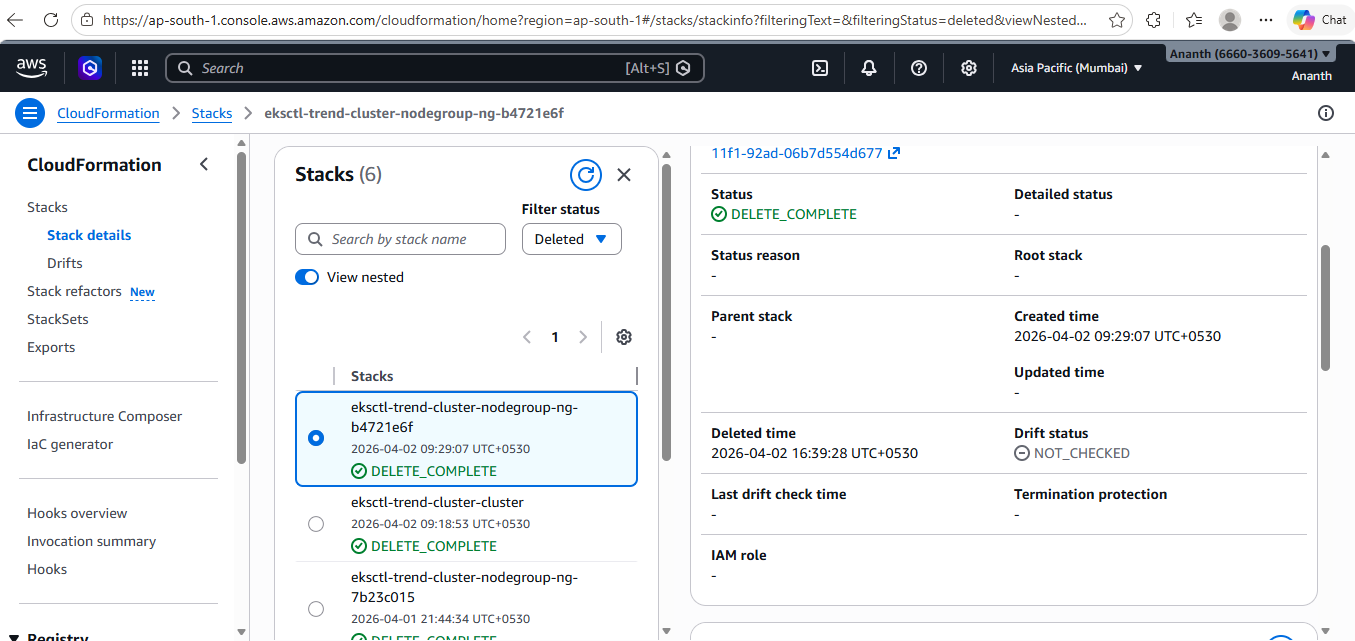 https://ap-south-1.console.aws.amazon.com/cloudformation/home?region=ap-south-1#/stacks/stackinfo?filteringText=&filteringStatus=deleted&viewNested...
Chat
aws
Search
[Alt+S]
Asia Pacific (Mumbai)
Ananth (6660-3609-5641)
Ananth
CloudFormation
Stacks
eksctl-trend-cluster-nodegroup-ng-b4721e6f
CloudFormation
Stacks
Stack details
Drifts
Stack refactors New
StackSets
Exports
Infrastructure Composer
IaC generator
Hooks overview
Invocation summary
Hooks
Registry
Stacks (6)
Filter status
Search by stack name
Deleted
View nested
1
Stacks
eksctl-trend-cluster-nodegroup-ng-
b4721e6f
2026-04-02 09:29:07 UTC+0530
DELETE_COMPLETE
eksctl-trend-cluster-cluster
2026-04-02 09:18:53 UTC+0530
DELETE_COMPLETE
eksctl-trend-cluster-nodegroup-ng-
7b23c015
2026-04-01 21:44:34 UTC+0530
DELETE_COMPLETE
11f1-92ad-06b7d554d677
Status
DELETE_COMPLETE
Detailed status
-
Status reason
-
Root stack
-
Parent stack
-
Created time
2026-04-02 09:29:07 UTC+0530
Updated time
-
Deleted time
2026-04-02 16:39:28 UTC+0530
Drift status
NOT_CHECKED
Last drift check time
-
Termination protection
-
IAM role
-